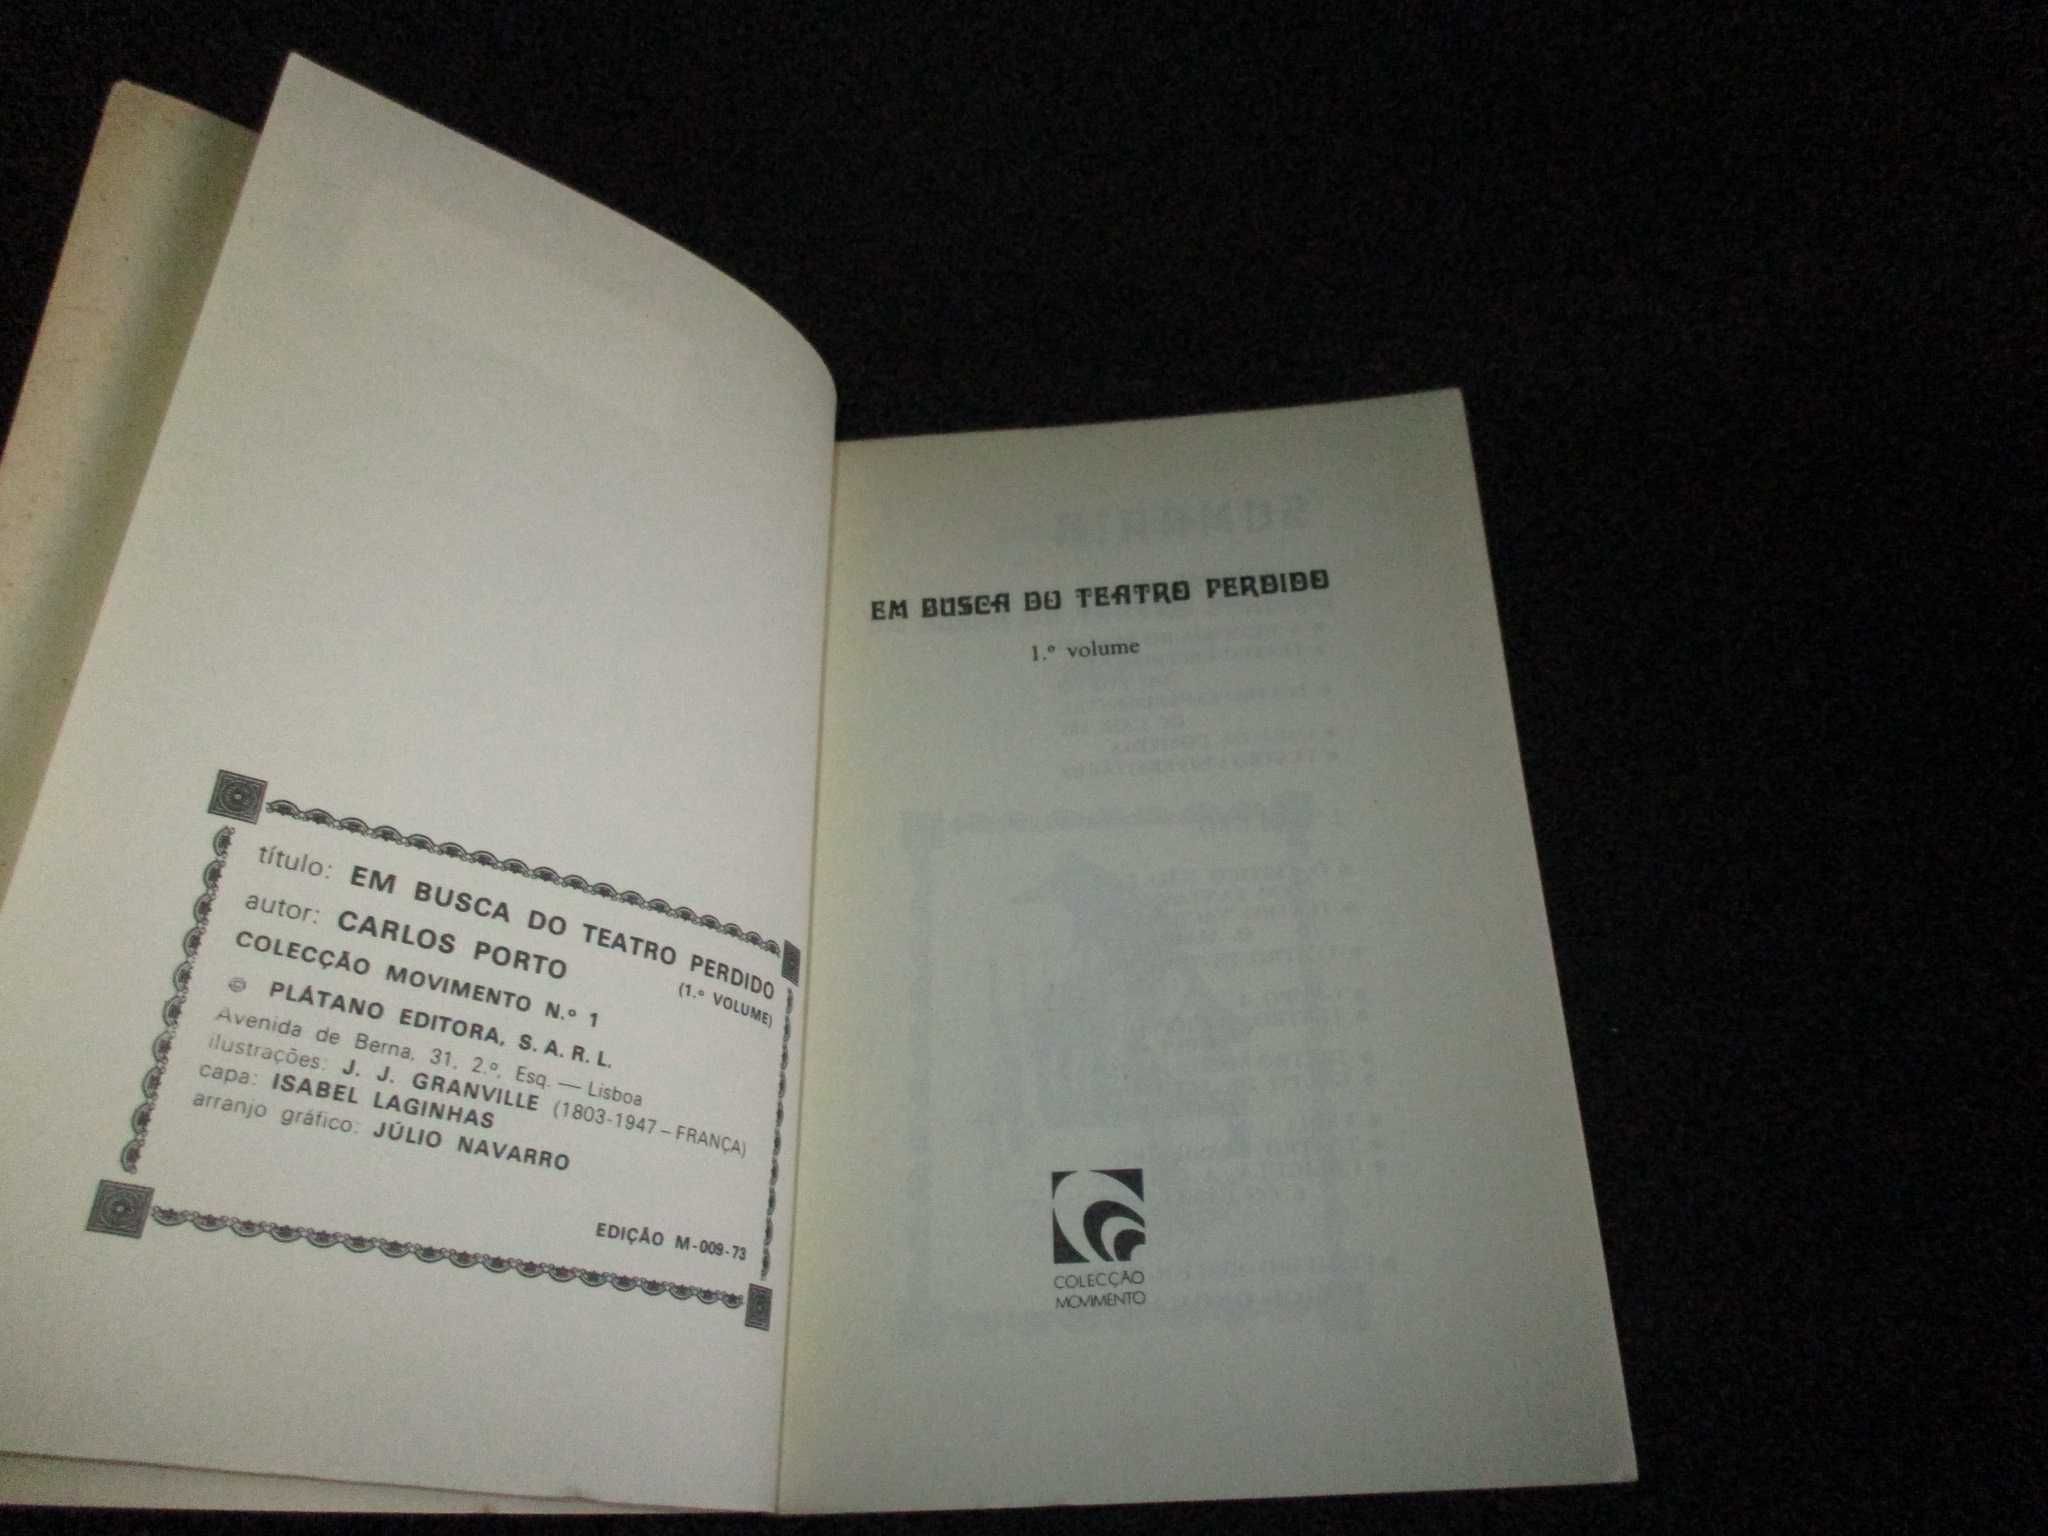 título: EM BUSCA DO TEATRO PERDIDO
(1.º VOLUME)
autor: CARLOS PORTO
COLECÇÃO MOVIMENTO N.º 1
© PLÁTANO EDITORA, S. A. R. L.
Avenida de Berna, 31, 2.º, Esq. — Lisboa
ilustrações: J. J. GRANVILLE (1803-1947 – FRANÇA)
capa: ISABEL LAGINHAS
arranjo gráfico: JÚLIO NAVARRO
EDIÇÃO M-009-73
EM BUSCA DO TEATRO PERDIDO
1.º volume
COLECÇÃO
MOVIMENTO